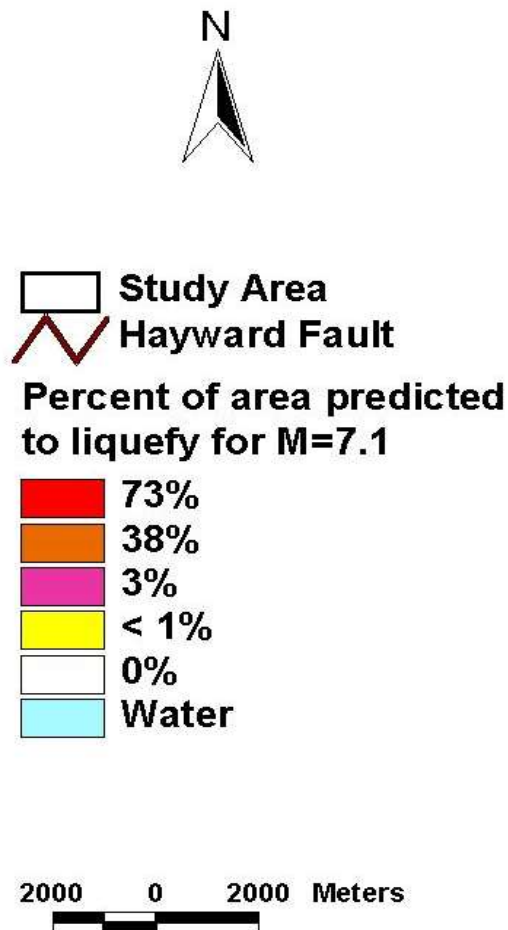 N
Study Area
Hayward Fault
Percent of area predicted
to liquefy for M=7.1
73%
38%
3%
< 1%
0%
Water
2000 0 2000 Meters